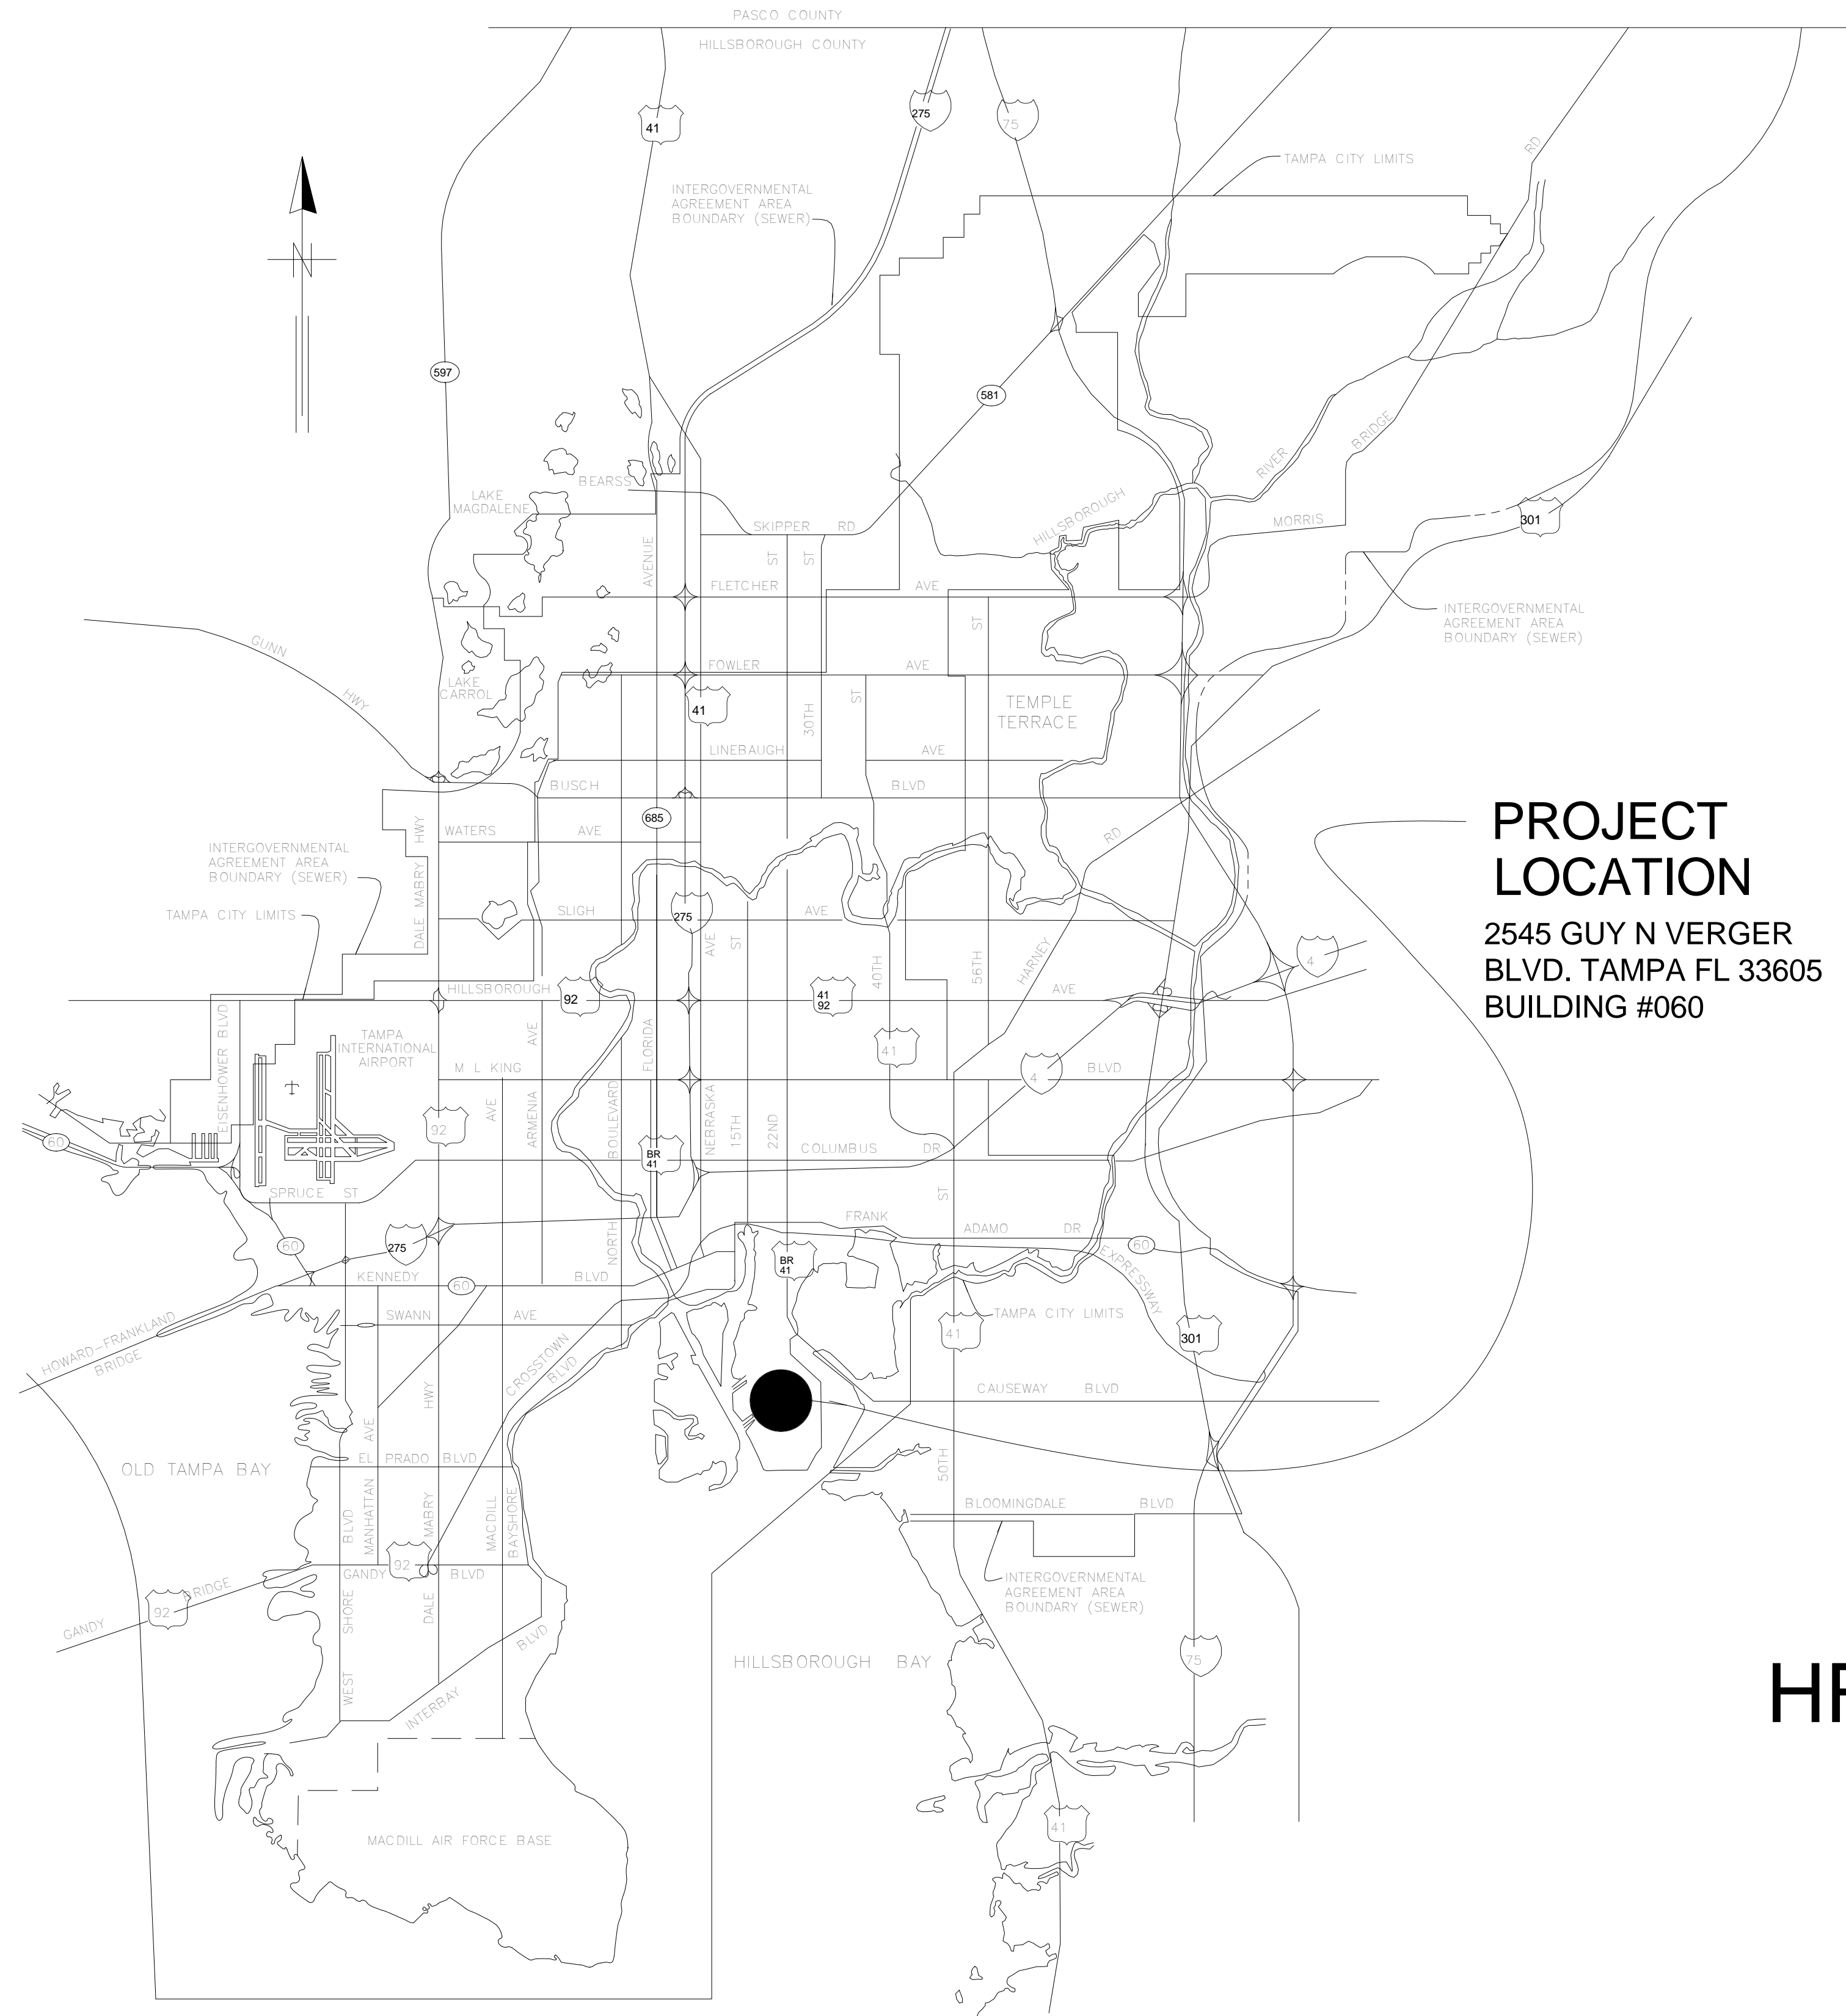 PASCO COUNTY
HILLSBOROUGH COUNTY
41
275
75
TAMPA CITY LIMITS
RD
INTERGOVERNMENTAL
AGREEMENT AREA
BOUNDARY (SEWER)
N
597
581
BEARSS
LAKE
MAGDALENE
SKIPPER RD
HILLSBOROUGH
RIVER
BRIDGE
MORRIS
301
AVENUE
ST
ST
FLETCHER AVE
ST
INTERGOVERNMENTAL
AGREEMENT AREA
BOUNDARY (SEWER)
GUNN
HWY
LAKE
CARROL
FOWLER AVE
41
30TH
ST
TEMPLE
TERRACE
LINEBAUGH AVE
BUSCH BLVD
685
WATERS AVE
HWY
RD
PROJECT
LOCATION
2545 GUY N VERGER
BLVD. TAMPA FL 33605
BUILDING #060
INTERGOVERNMENTAL
AGREEMENT AREA
BOUNDARY (SEWER)
TAMPA CITY LIMITS
DALE MABRY
SLIGH AVE
275
AVE
ST
40TH
56TH
HARNEY
4
HILLSBOROUGH AVE
92
41
92
EISENHOWER BLVD
TAMPA
INTERNATIONAL
AIRPORT
AVE
FLORIDA
41
M L KING BLVD
4
60
92
AVE
ARMENIA
BOULEVARD
NEBRASKA
15TH
22ND
BR
41
COLUMBUS DR
SPRUCE ST
ST
60
275
NORTH
FRANK
ADAMO DR
60
EXPRESSWAY
BR
41
KENNEDY BLVD
60
SWANN AVE
TAMPA CITY LIMITS
41
301
HOWARD-FRANKLAND
BRIDGE
CROSSTOWN
BLVD
HWY
CAUSEWAY BLVD
AVE
EL PRADO BLVD
OLD TAMPA BAY
50TH
MANHATTAN
BLVD
MABRY
MACDILL
BAYSHORE
BLOOMINGDALE BLVD
92
GANDY BLVD
INTERGOVERNMENTAL
AGREEMENT AREA
BOUNDARY (SEWER)
BRIDGE
92
GANDY
SHORE
DALE
BLVD
HILLSBOROUGH BAY
75
WEST
INTERBAY
41
MACDILL AIR FORCE BASE